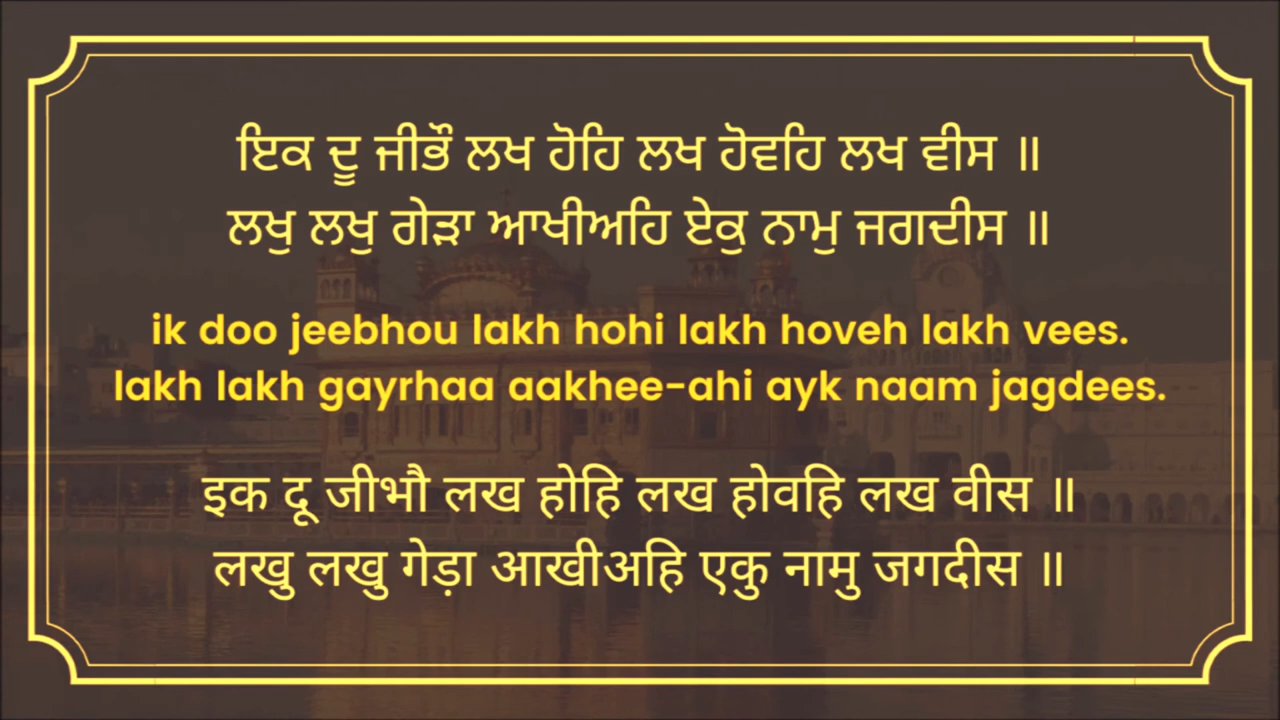 ਇਕ ਦੂ ਜੀਭੌ ਲਖ ਹੋਹਿ ਲਖ ਹੋਵਹਿ ਲਖ ਵੀਸ ॥
ਲਖੁ ਲਖੁ ਗੇੜਾ ਆਖੀਅਹਿ ਏਕੁ ਨਾਮੁ ਜਗਦੀਸ ॥
ik doo jeebhou lakh hohi lakh hoveh lakh vees.
lakh lakh gayrhaa aakhee-ahi ayk naam jagdees.
इक दू जीभौ लख होहि लख होवहि लख वीस ॥
लखु लखु गेड़ा आखीअहि एकु नामु जगदीस ॥